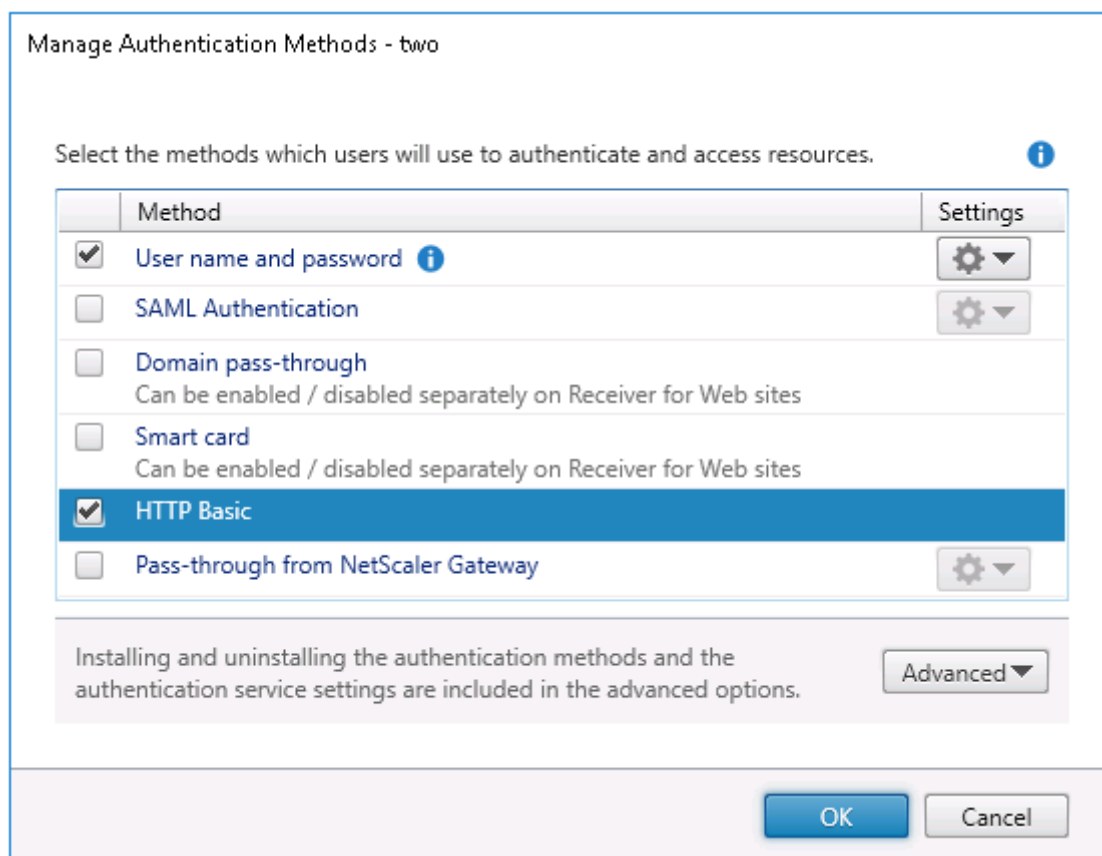 Manage Authentication Methods - two
Select the methods which users will use to authenticate and access resources.
Method Settings
User name and password
SAML Authentication
Domain pass-through
Can be enabled / disabled separately on Receiver for Web sites
Smart card
Can be enabled / disabled separately on Receiver for Web sites
HTTP Basic
Pass-through from NetScaler Gateway
Installing and uninstalling the authentication methods and the
authentication service settings are included in the advanced options.
Advanced
OK Cancel